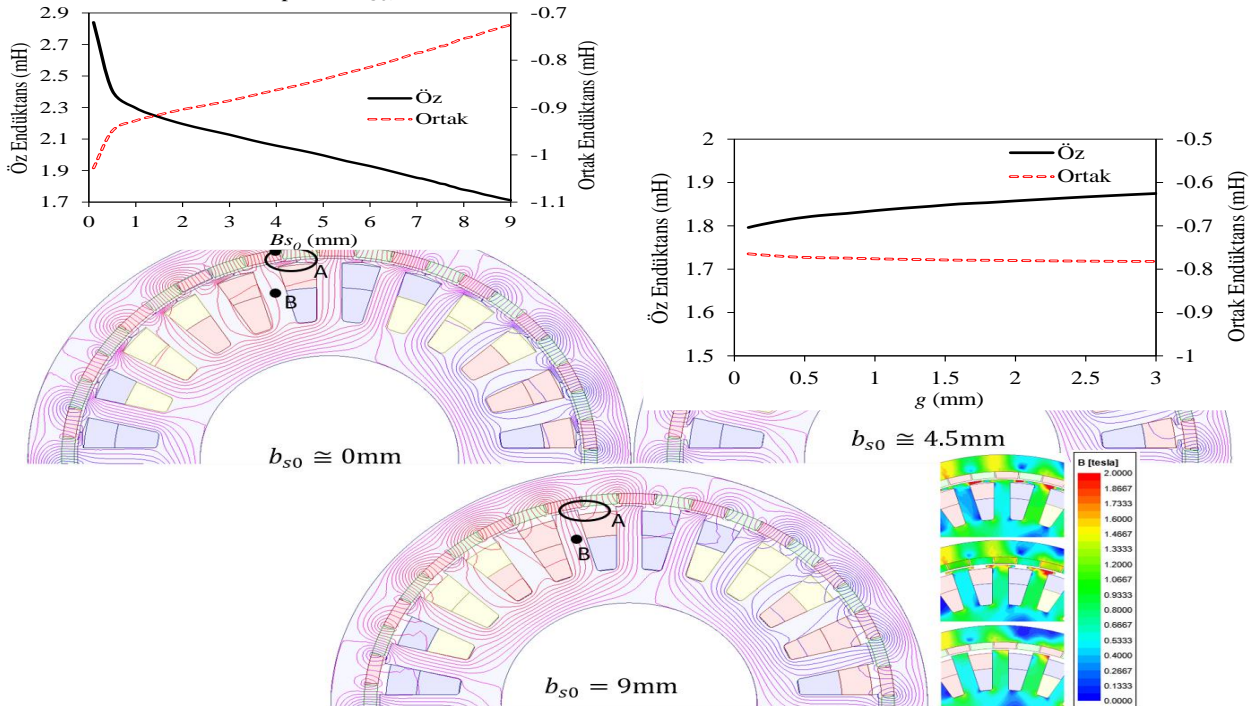 2.9
2.7
2.5
2.3
2.1
1.9
1.7
Öz Endüktans (mH)
-0.7
-0.8
-0.9
-1
-1.1
Ortak Endüktans (mH)
Öz
Ortak
0 1 2 3 4 5 6 7 8 9
Bs0 (mm)
2
1.9
1.8
1.7
1.6
1.5
Öz Endüktans (mH)
-0.5
-0.6
-0.7
-0.8
-0.9
-1
Ortak Endüktans (mH)
Öz
Ortak
0 0.5 1 1.5 2 2.5 3
g (mm)
A
B
b_{s0} ≅ 0mm
b_{s0} ≅ 4.5mm
A
B
b_{s0} = 9mm
B [tesla]
2.0000
1.8667
1.7333
1.6000
1.4667
1.3333
1.2000
1.0667
0.9333
0.8000
0.6667
0.5333
0.4000
0.2667
0.1333
0.0000